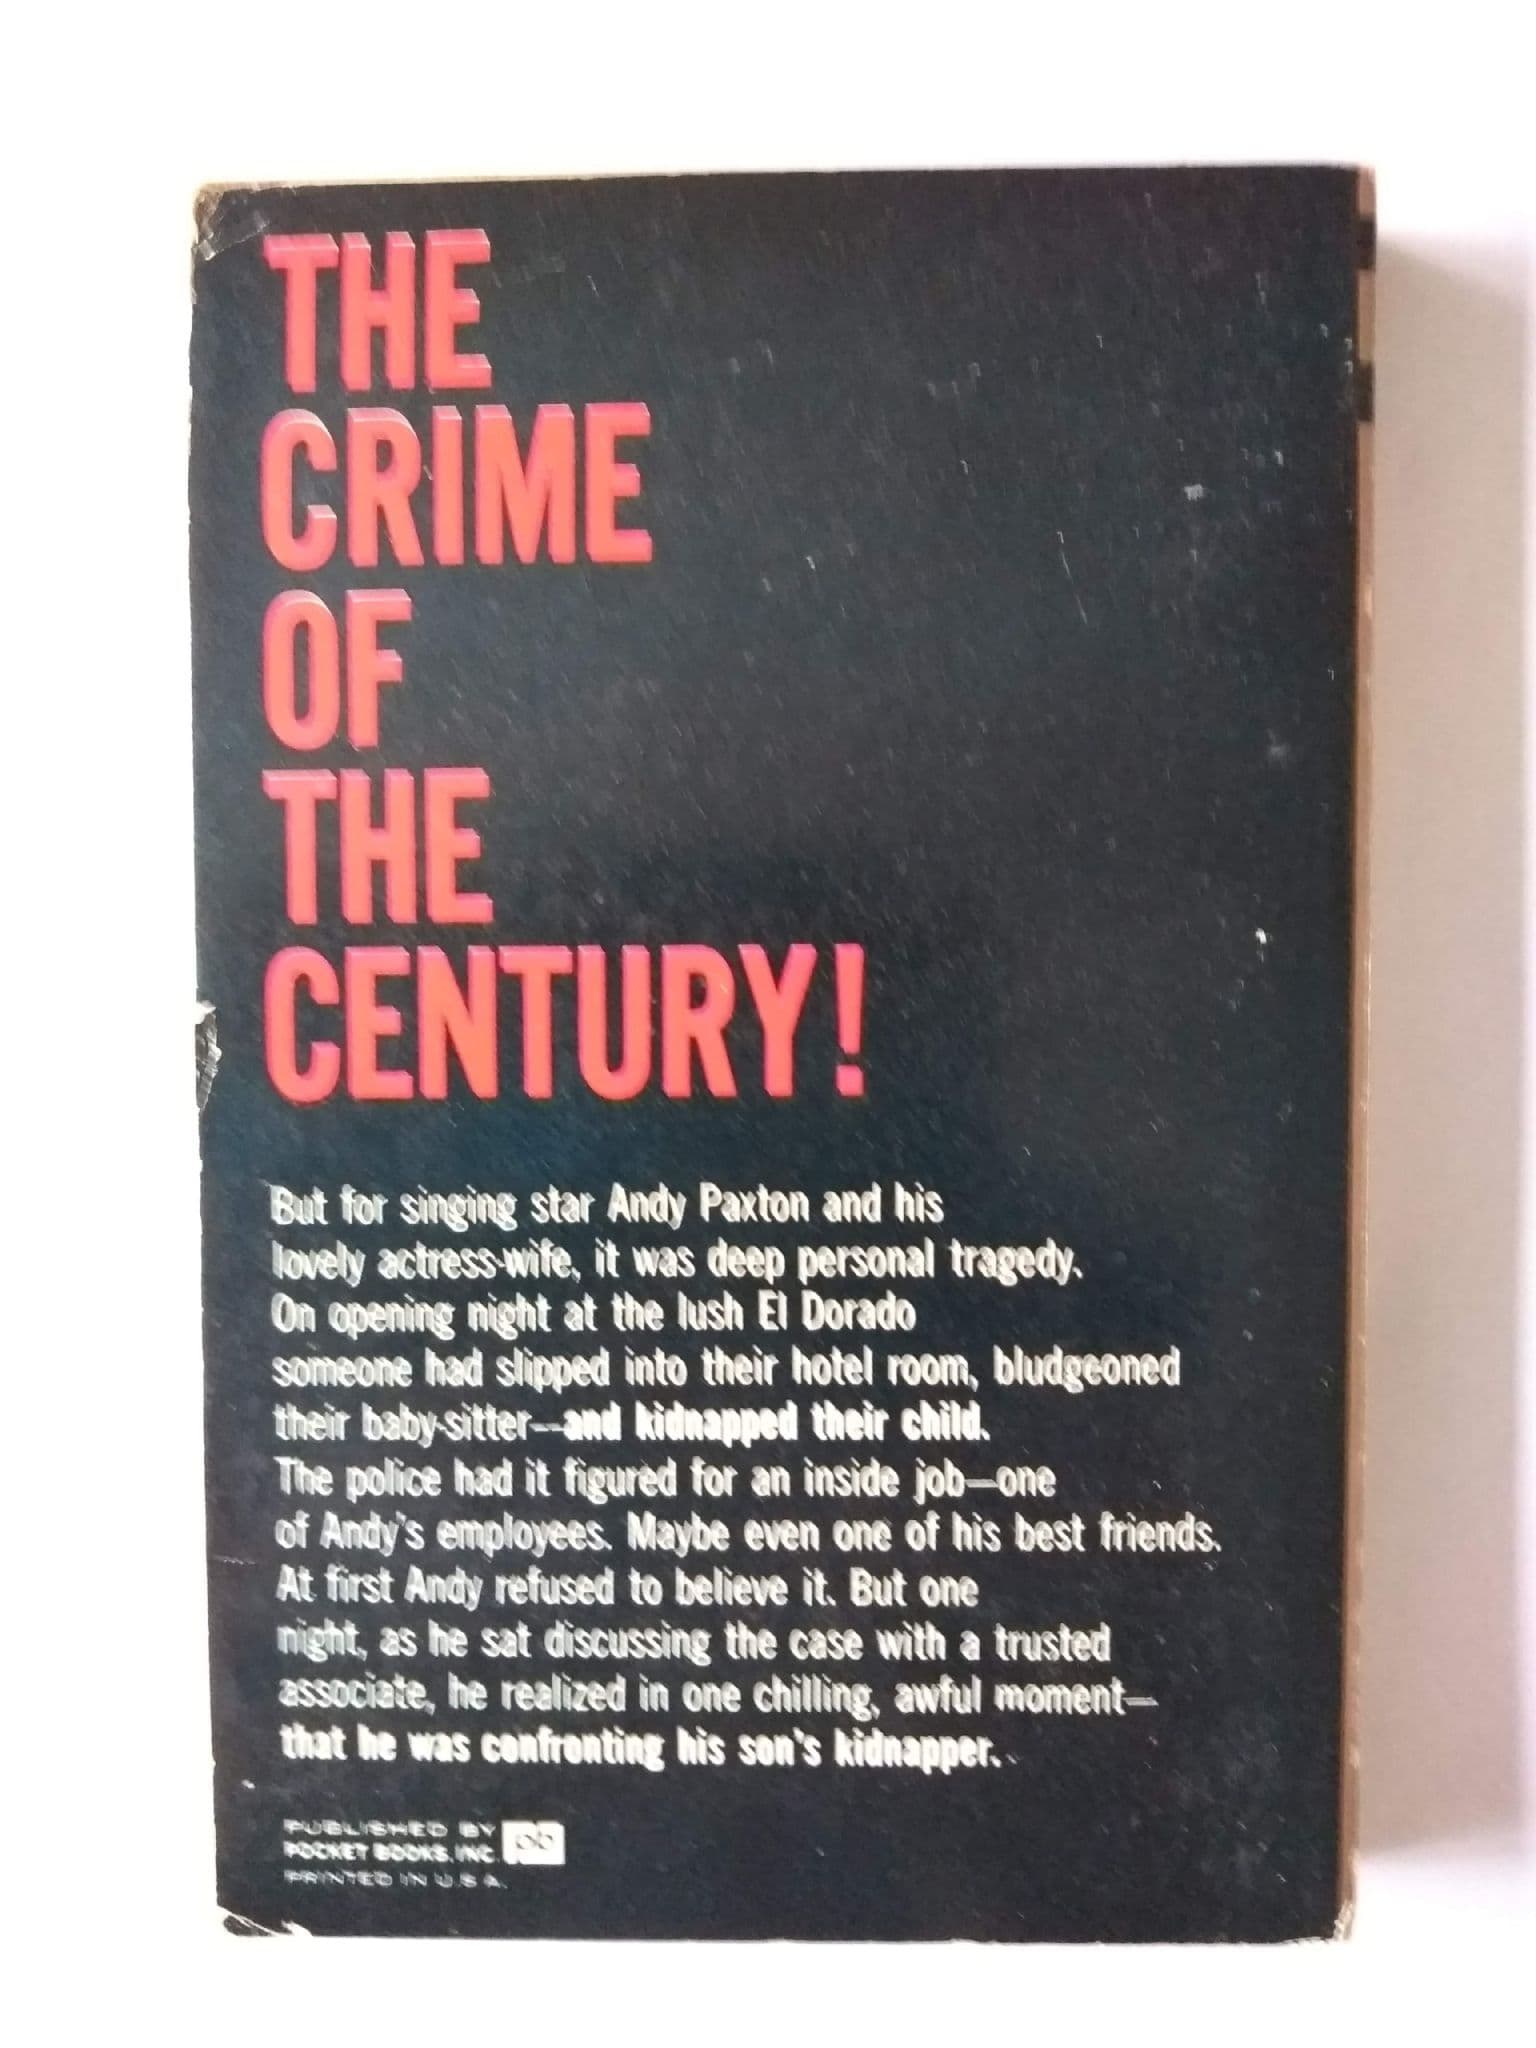 THE
CRIME
OF
THE
CENTURY!
But for singing star Andy Paxton and his
lovely actress-wife, it was deep personal tragedy.
On opening night at the lush El Dorado
someone had slipped into their hotel room, bludgeoned
their baby-sitter—and kidnapped their child.
The police had it figured for an inside job—one
of Andy's employees. Maybe even one of his best friends.
At first Andy refused to believe it. But one
night, as he sat discussing the case with a trusted
associate, he realized in one chilling, awful moment—
that he was confronting his son's kidnapper.
PUBLISHED BY
POCKET BOOKS, INC. pb
PRINTED IN U.S.A.